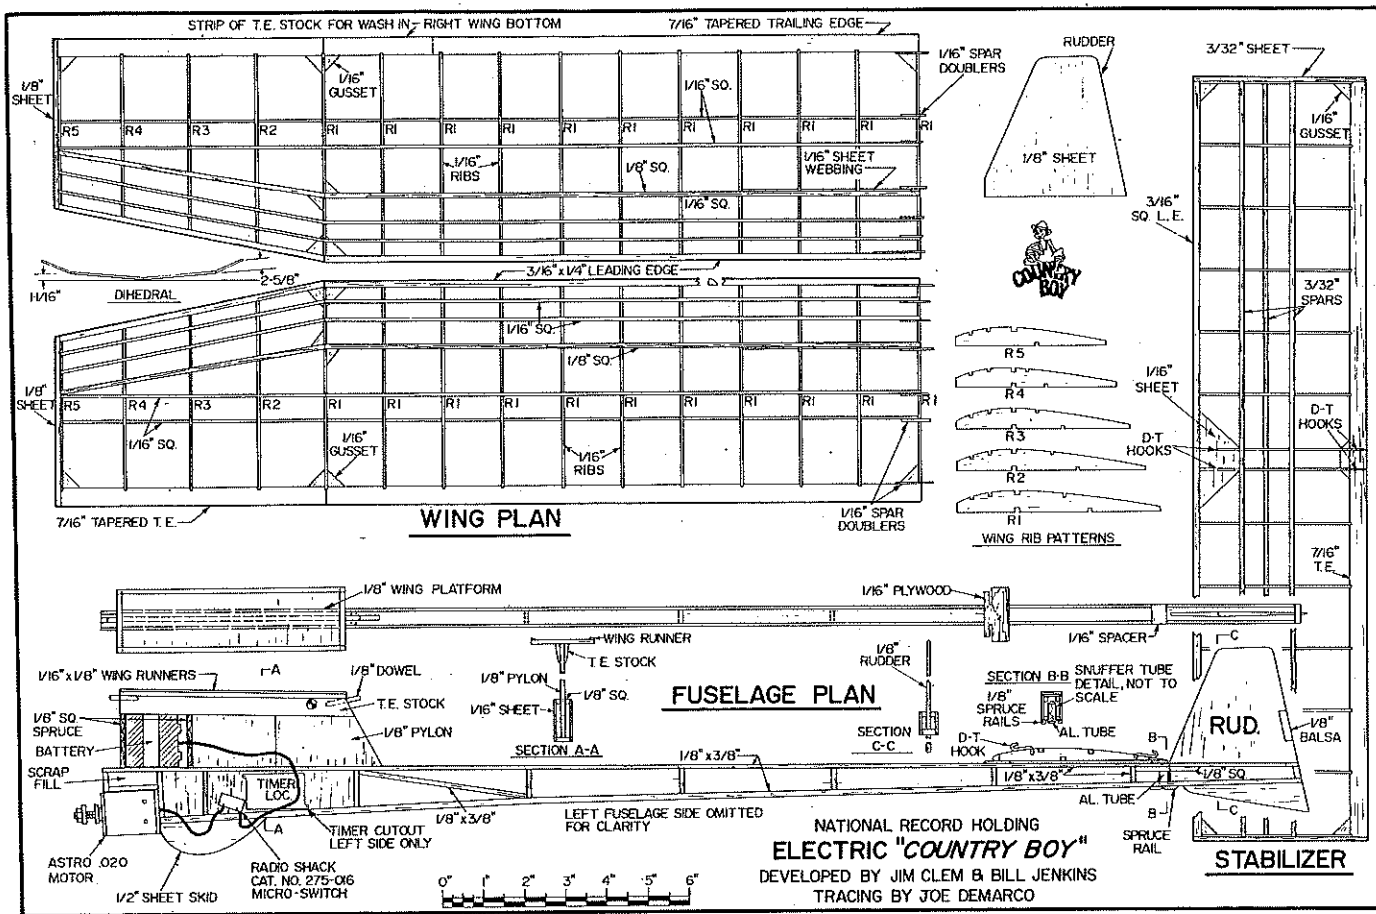 STRIP OF T.E. STOCK FOR WASH IN-RIGHT WING BOTTOM
7/16" TAPERED TRAILING EDGE
1/8"
SHEET
1/16"
GUSSET
1/16" SQ.
1/16" SPAR
DOUBLERS
R5 R4 R3 R2 R1 R1 R1 R1 R1 R1 R1 R1 R1 R1 R1
1/16"
RIBS
1/8" SQ.
1/16" SHEET
WEBBING
1/16" SQ.
2-5/8"
DIHEDRAL
3/16" x 1/4" LEADING EDGE
1/16" SQ.
1/8" SQ.
1/8"
SHEET
R5 R4 R3 R2 R1 R1 R1 R1 R1 R1 R1 R1 R1 R1 R1
1/16" SQ.
1/16"
GUSSET
1/16"
RIBS
7/16" TAPERED T.E.
WING PLAN
1/16" SPAR
DOUBLERS
RUDDER
1/8" SHEET
COUNTRY
BOY
R5
R4
R3
R2
R1
WING RIB PATTERNS
3/32" SHEET
1/16"
GUSSET
3/16"
SQ. L.E.
3/32"
SPARS
1/16"
SHEET
D-T
HOOKS
D-T
HOOKS
7/16"
T.E.
1/8" WING PLATFORM
1/16" PLYWOOD
1/16" SPACER
1/16" x 1/8" WING RUNNERS
A
1/8" DOWEL
T.E. STOCK
1/8" SQ.
SPRUCE
BATTERY
1/8" PYLON
SCRAP
FILL
TIMER
LOC.
A
ASTRO .020
MOTOR
1/2" SHEET SKID
RADIO SHACK
CAT. NO. 275-016
MICRO-SWITCH
TIMER CUTOUT
LEFT SIDE ONLY
1/8" x 3/8"
WING RUNNER
T.E. STOCK
1/8" PYLON
1/8" SQ.
1/16" SHEET
SECTION A-A
FUSELAGE PLAN
1/8" x 3/8"
LEFT FUSELAGE SIDE OMITTED
FOR CLARITY
1/8"
RUDDER
SECTION
C-C
SECTION B-B
SNUFFER TUBE
DETAIL, NOT TO
SCALE
1/8"
SPRUCE
RAILS
AL. TUBE
D-T
HOOK
B
1/8" x 3/8"
AL. TUBE
B
1/8" SQ.
SPRUCE
RAIL
C
RUD.
1/8"
BALSA
C
0" 1" 2" 3" 4" 5" 6"
NATIONAL RECORD HOLDING
ELECTRIC "COUNTRY BOY"
DEVELOPED BY JIM CLEM & BILL JENKINS
TRACING BY JOE DEMARCO
STABILIZER